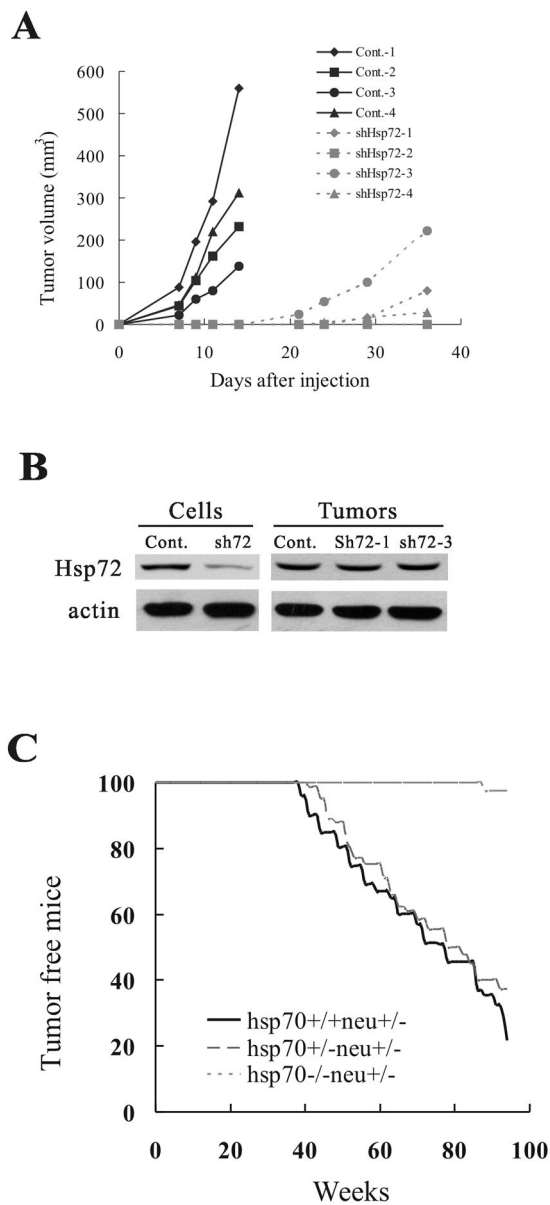 A
Cont.-1
Cont.-2
Cont.-3
Cont.-4
shHsp72-1
shHsp72-2
shHsp72-3
shHsp72-4
600
500
400
300
200
100
0
Tumor volume (mm3)
0 10 20 30 40
Days after injection
B
Cells Tumors
Cont. sh72 Cont. Sh72-1 sh72-3
Hsp72
actin
C
100
80
60
40
20
0
Tumor free mice
hsp70+/+neu+/-
hsp70+/-neu+/-
hsp70-/-neu+/-
0 20 40 60 80 100
Weeks